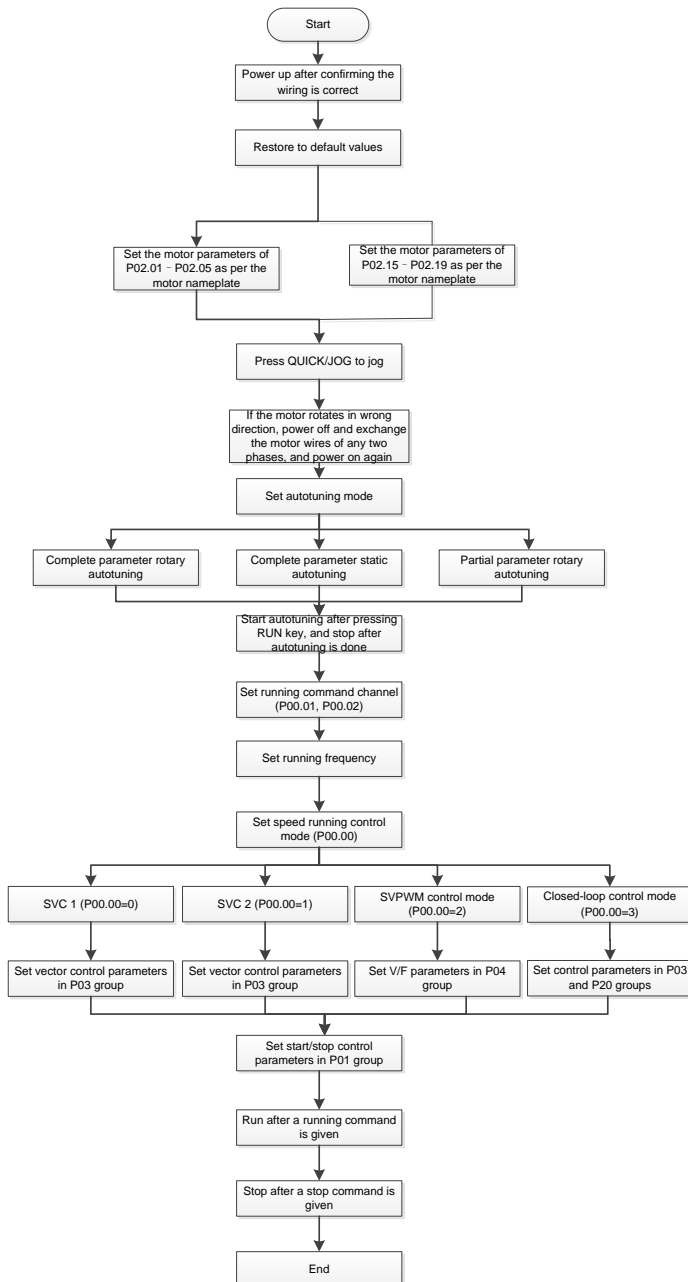 Start
Power up after confirming the
wiring is correct
Restore to default values
Set the motor parameters of
P02.01－P02.05 as per the
motor nameplate
Set the motor parameters of
P02.15－P02.19 as per the
motor nameplate
Press QUICK/JOG to jog
If the motor rotates in wrong
direction, power off and exchange
the motor wires of any two
phases, and power on again
Set autotuning mode
Complete parameter rotary
autotuning
Complete parameter static
autotuning
Partial parameter rotary
autotuning
Start autotuning after pressing
RUN key, and stop after
autotuning is done
Set running command channel
(P00.01, P00.02)
Set running frequency
Set speed running control
mode (P00.00)
SVC 1 (P00.00=0)
SVC 2 (P00.00=1)
SVPWM control mode
(P00.00=2)
Closed-loop control mode
(P00.00=3)
Set vector control parameters
in P03 group
Set vector control parameters
in P03 group
Set V/F parameters in P04
group
Set control parameters in P03
and P20 groups
Set start/stop control
parameters in P01 group
Run after a running command
is given
Stop after a stop command is
given
End